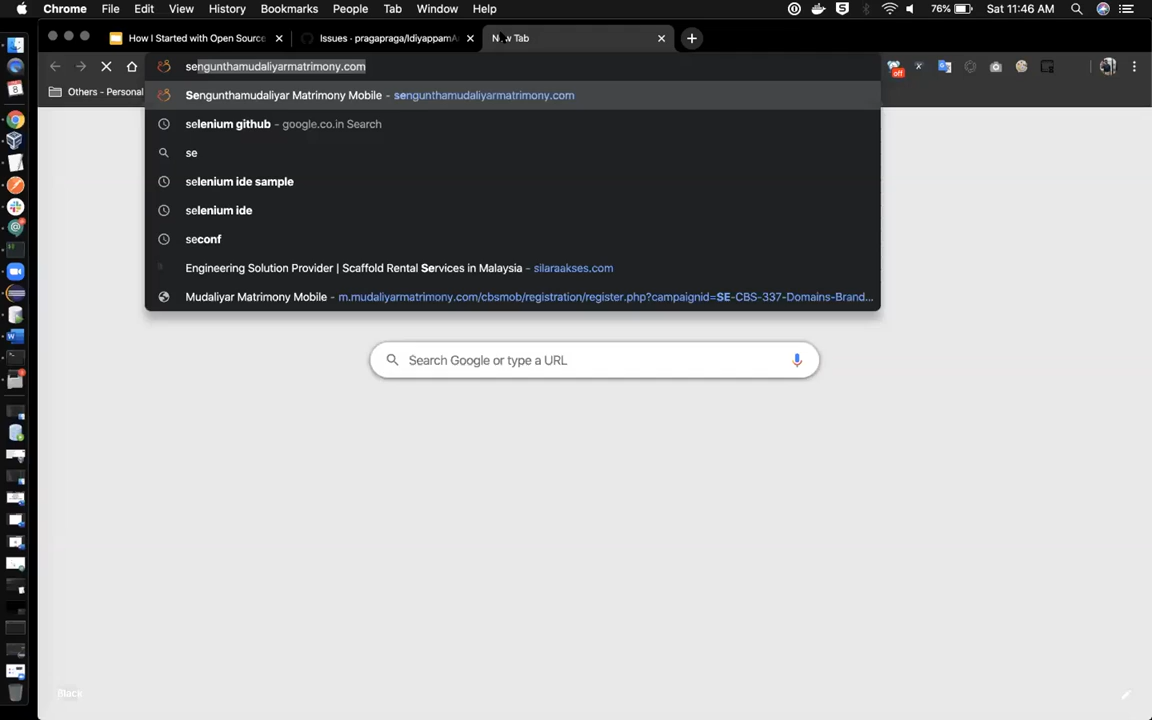 Chrome File Edit View History Bookmarks People Tab Window Help 76% Sat 11:46 AM
How I Started with Open Source Issues · pragapraga/IdiyappamA New Tab
sengunthamudaliyarmatrimony.com
Others - Personal
Sengunthamudaliyar Matrimony Mobile - sengunthamudaliyarmatrimony.com
selenium github - google.co.in Search
se
selenium ide sample
selenium ide
seconf
Engineering Solution Provider | Scaffold Rental Services in Malaysia - silaraakses.com
Mudaliyar Matrimony Mobile - m.mudaliyarmatrimony.com/cbsmob/registration/register.php?campaignid=SE-CBS-337-Domains-Brand...
Search Google or type a URL
Black